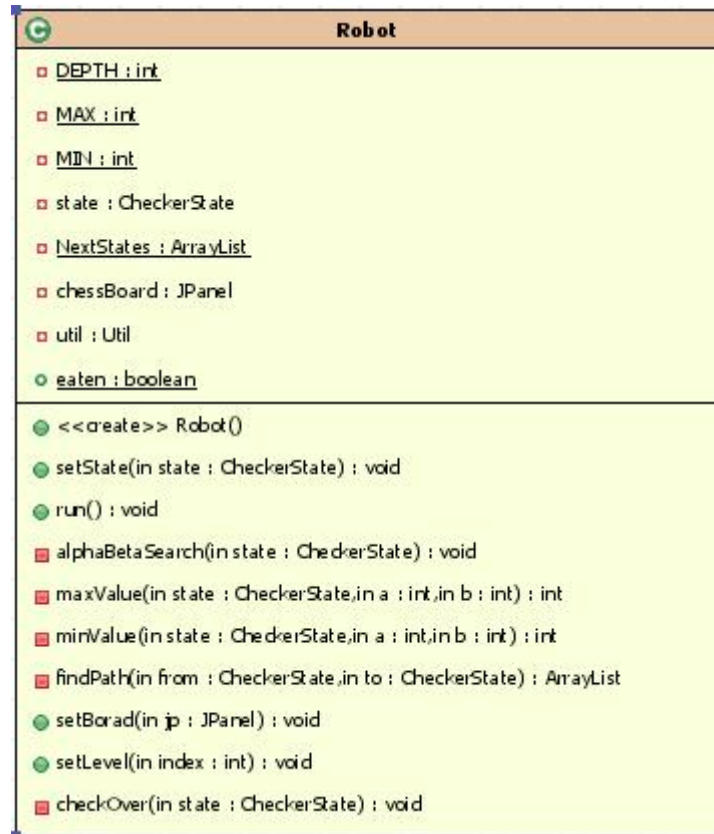 C
Robot
DEPTH : int
MAX : int
MIN : int
state : CheckerState
NextStates : ArrayList
chessBoard : JPanel
util : Util
eaten : boolean
<<create>> Robot()
setState(in state : CheckerState) : void
run() : void
alphaBetaSearch(in state : CheckerState) : void
maxValue(in state : CheckerState,in a : int,in b : int) : int
minValue(in state : CheckerState,in a : int,in b : int) : int
findPath(in from : CheckerState,in to : CheckerState) : ArrayList
setBorad(in jp : JPanel) : void
setLevel(in index : int) : void
checkOver(in state : CheckerState) : void